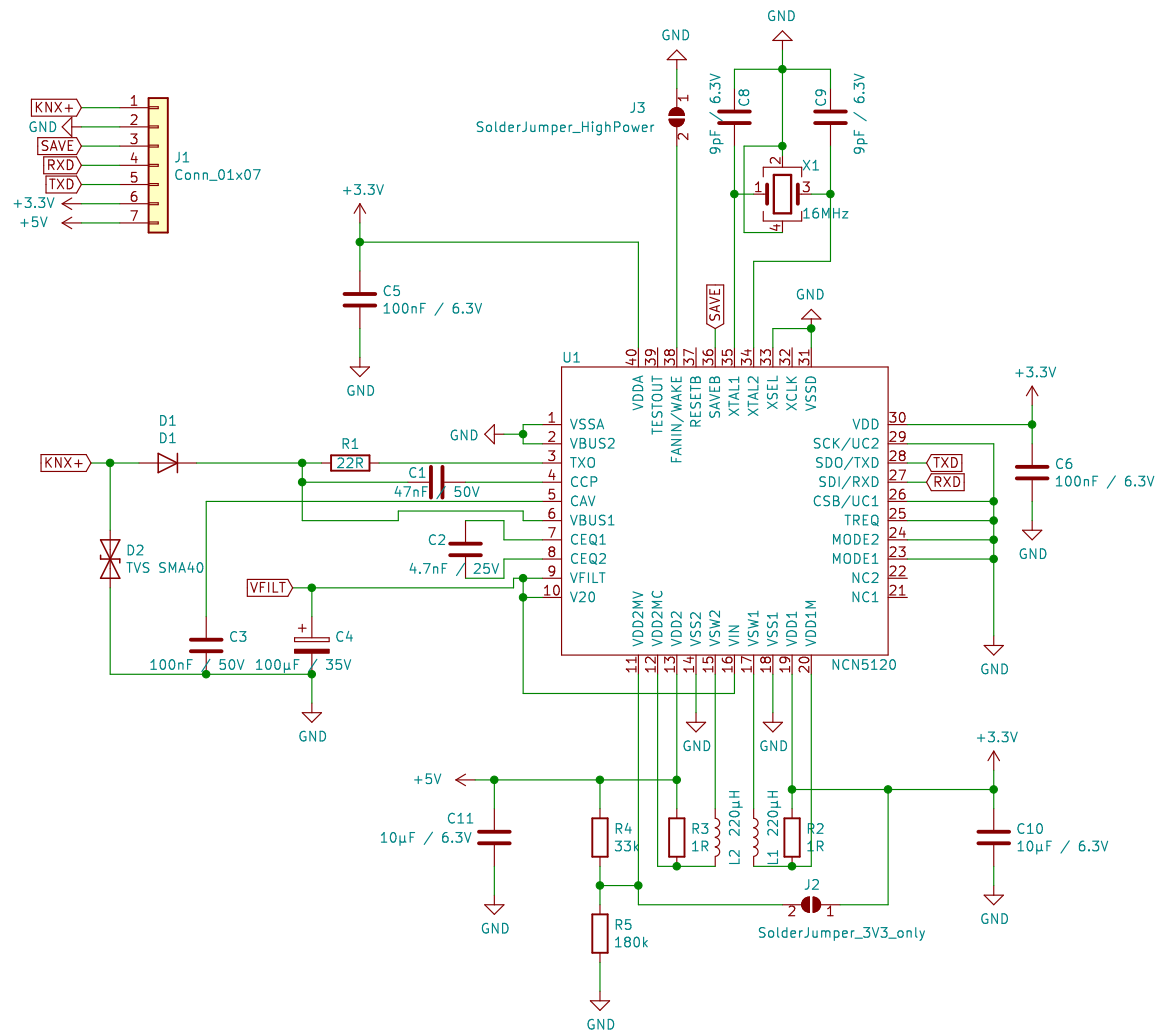 GND
GND
J3
1
2
SolderJumper_HighPower
C8
9pF / 6.3V
C9
9pF / 6.3V
X1
1
2
3
4
16MHz
KNX+
GND
SAVE
RXD
TXD
+3.3V
+5V
1
2
3
4
5
6
7
J1
Conn_01x07
+3.3V
C5
100nF / 6.3V
GND
SAVE
GND
U1
40
39
38
37
36
35
34
33
32
31
VDDA
TESTOUT
FANIN/WAKE
RESETB
SAVEB
XTAL1
XTAL2
XSEL
XCLK
VSSD
+3.3V
C6
100nF / 6.3V
GND
GND
1 VSSA
2 VBUS2
3 TXO
4 CCP
5 CAV
6 VBUS1
7 CEQ1
8 CEQ2
9 VFILT
10 V20
VDD 30
SCK/UC2 29
SDO/TXD 28
SDI/RXD 27
CSB/UC1 26
TREQ 25
MODE2 24
MODE1 23
NC2 22
NC1 21
TXD
RXD
GND
D1
D1
KNX+
R1
22R
C1
47nF / 50V
C2
4.7nF / 25V
D2
TVS SMA40
VFILT
C3
100nF / 50V
+
C4
100µF / 35V
GND
VDD2MV
VDD2MC
VDD2
VSS2
VSW2
VIN
VSW1
VSS1
VDD1
VDD1M
11
12
13
14
15
16
17
18
19
20
NCN5120
GND
GND
+3.3V
+5V
C11
10µF / 6.3V
GND
R4
33k
R3
1R
L2 220µH
L1 220µH
R2
1R
C10
10µF / 6.3V
GND
J2
2
1
SolderJumper_3V3_only
R5
180k
GND